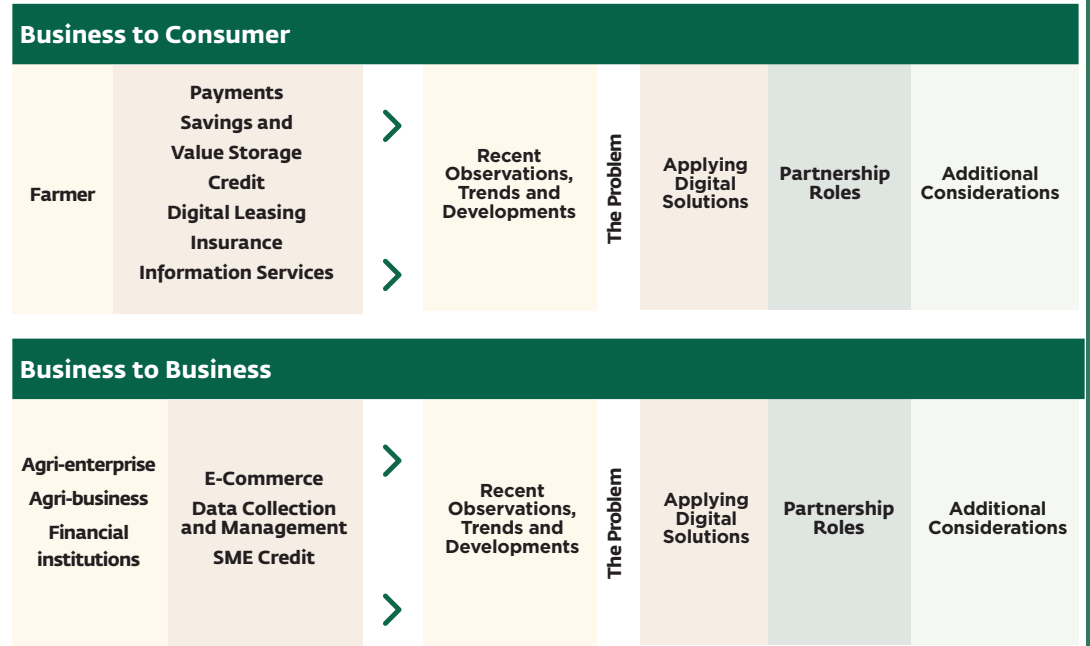 Business to Consumer
Farmer
Payments
Savings and
Value Storage
Credit
Digital Leasing
Insurance
Information Services
Recent
Observations,
Trends and
Developments
The Problem
Applying
Digital
Solutions
Partnership
Roles
Additional
Considerations
Business to Business
Agri-enterprise
Agri-business
Financial
institutions
E-Commerce
Data Collection
and Management
SME Credit
Recent
Observations,
Trends and
Developments
The Problem
Applying
Digital
Solutions
Partnership
Roles
Additional
Considerations